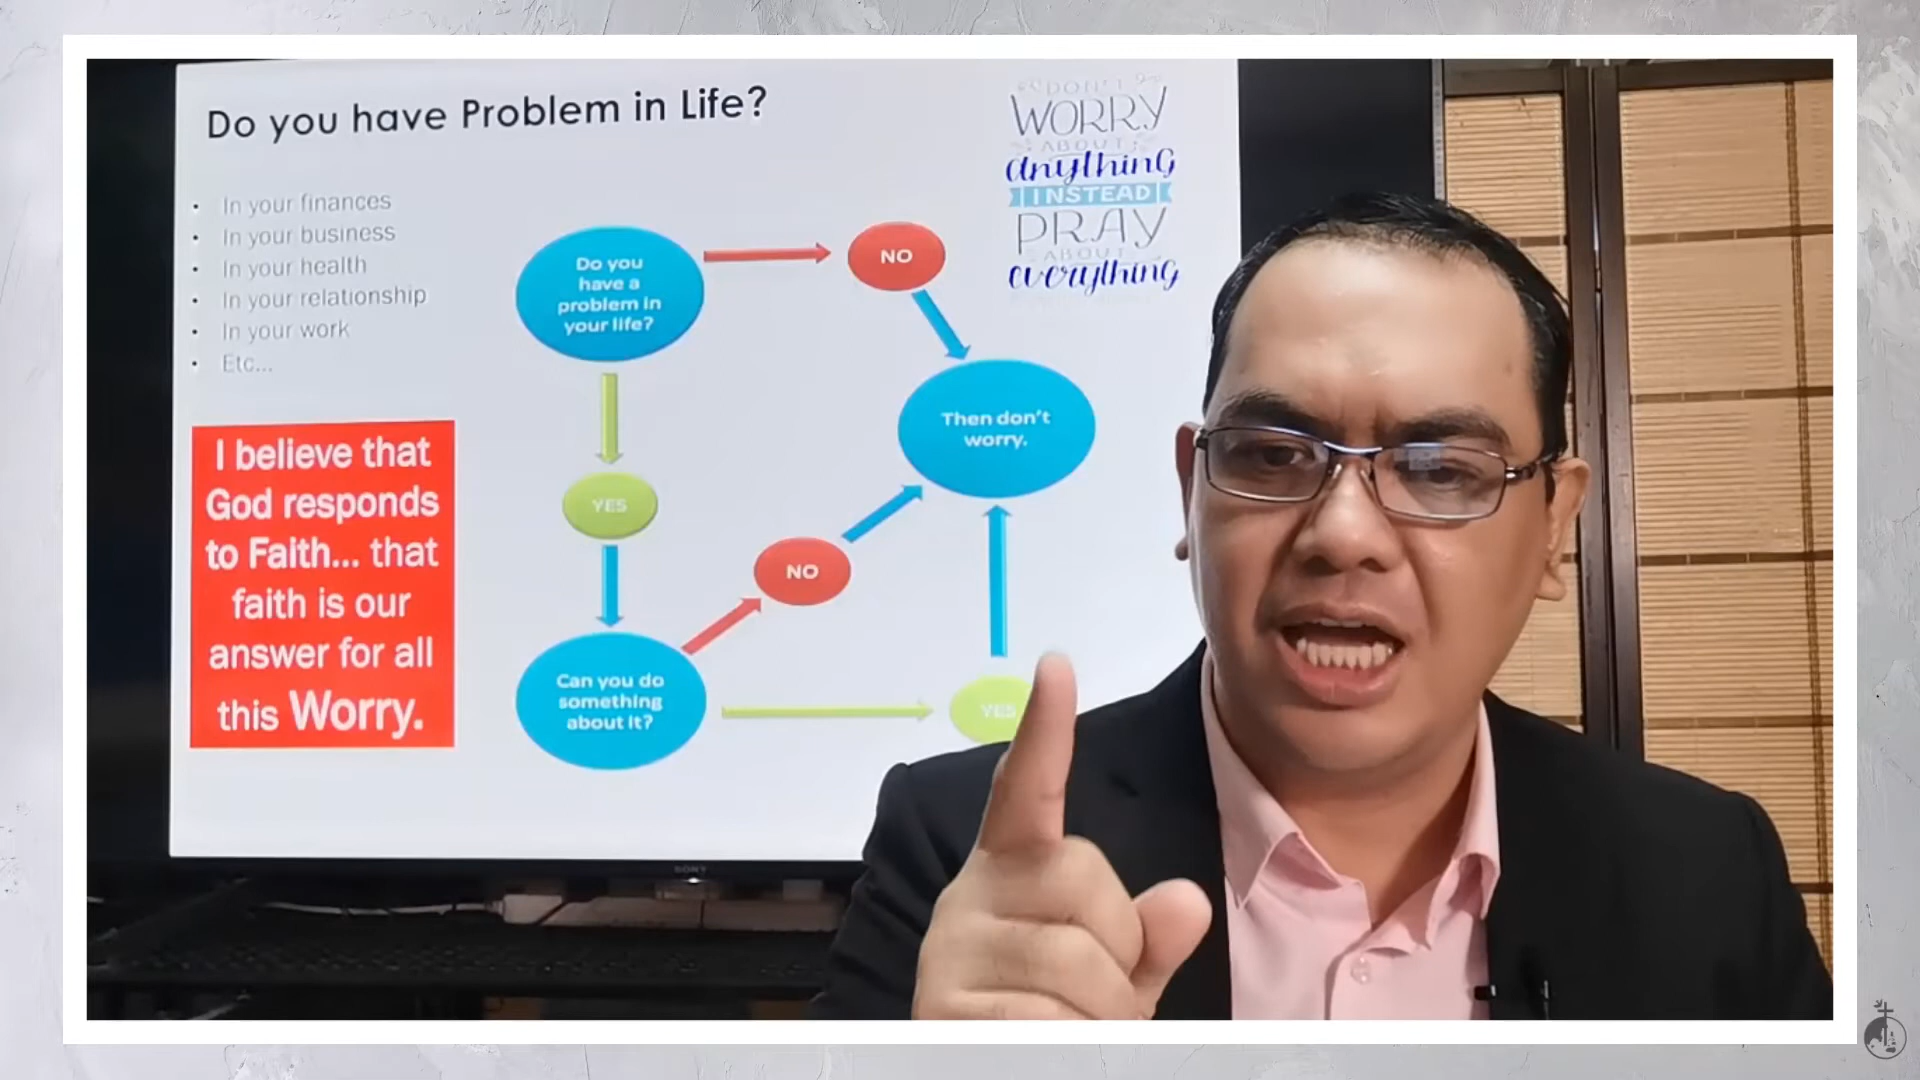 Do you have Problem in Life?
• In your finances
• In your business
• In your health
• In your relationship
• In your work
• Etc...
I believe that
God responds
to Faith... that
faith is our
answer for all
this Worry.
Do you
have a
problem in
your life?
NO
YES
Then don't
worry.
NO
Can you do
something
about it?
YES
DON'T
WORRY
ABOUT
anything
INSTEAD
PRAY
ABOUT
everything
SONY